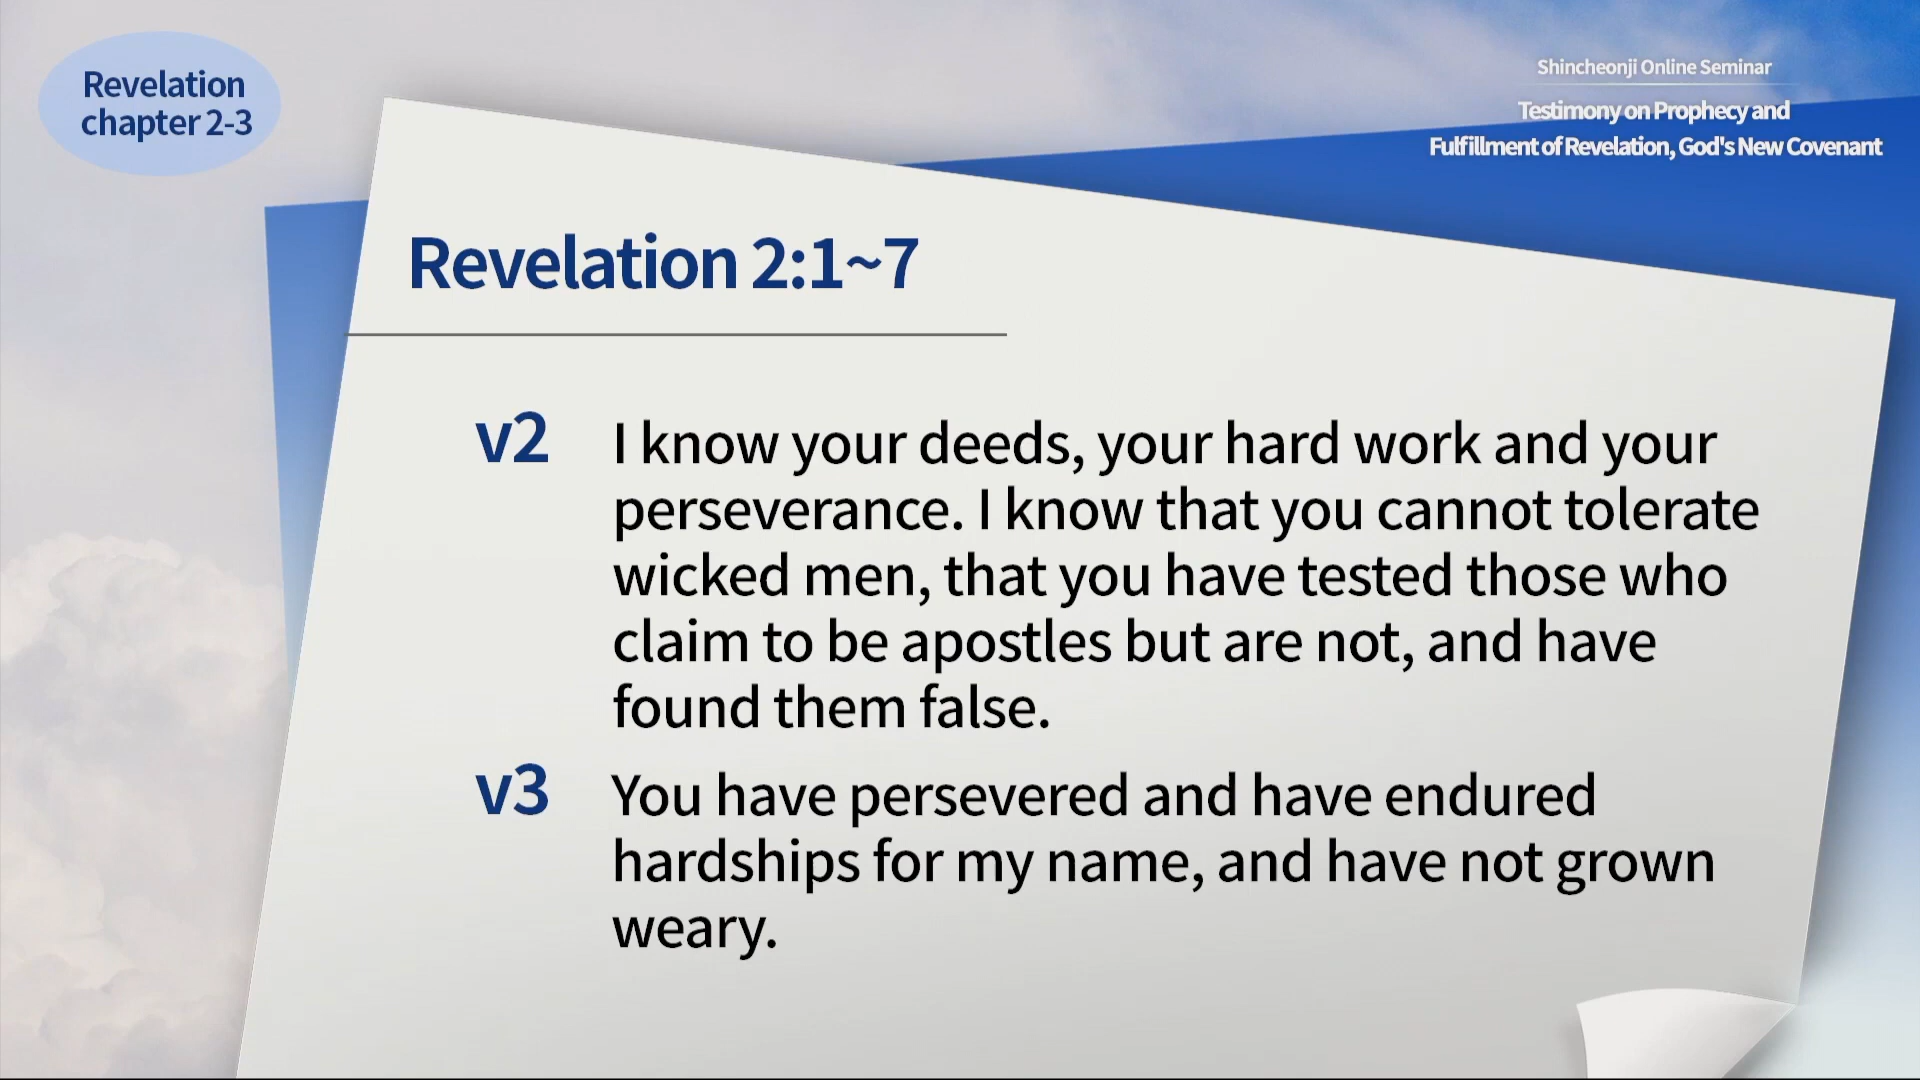 Revelation
chapter 2-3
Shincheonji Online Seminar
Testimony on Prophecy and
Fulfillment of Revelation, God's New Covenant
Revelation 2:1~7
v2 I know your deeds, your hard work and your
perseverance. I know that you cannot tolerate
wicked men, that you have tested those who
claim to be apostles but are not, and have
found them false.
v3 You have persevered and have endured
hardships for my name, and have not grown
weary.